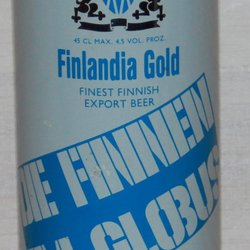 45 CL MAX. 4,5 VOL. PROZ.
Finlandia Gold
FINEST FINNISH
EXPORT BEER
DIE FINNEN
GLOBUS